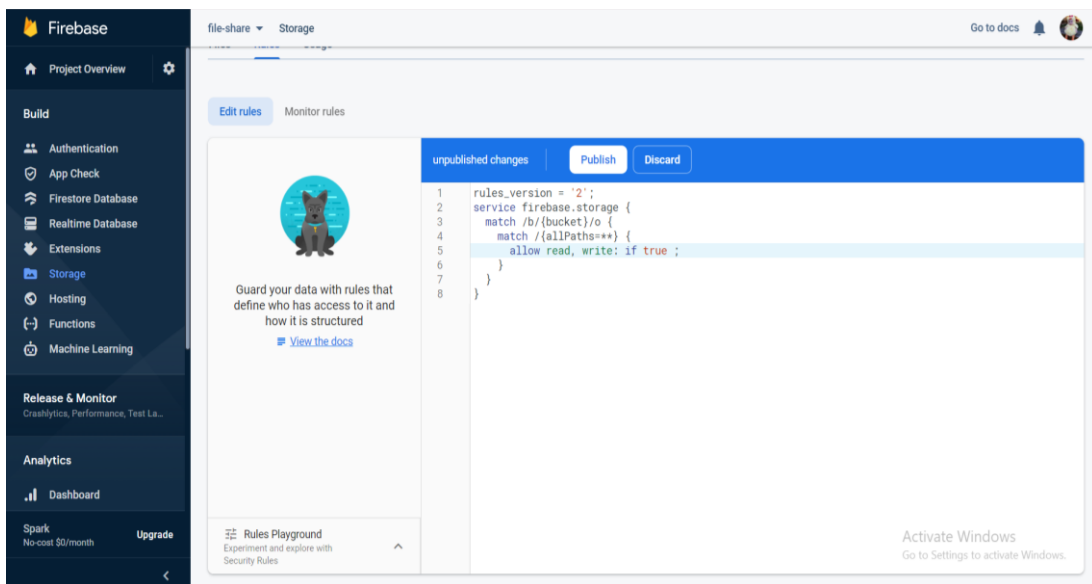 Firebase
file-share Storage
Go to docs
Files Rules Usage
Project Overview
Build
Authentication
App Check
Firestore Database
Realtime Database
Extensions
Storage
Hosting
Functions
Machine Learning
Release & Monitor
Crashlytics, Performance, Test La...
Analytics
Dashboard
Spark
No-cost $0/month
Upgrade
Edit rules Monitor rules
Guard your data with rules that
define who has access to it and
how it is structured
View the docs
Rules Playground
Experiment and explore with
Security Rules
unpublished changes Publish Discard
1 rules_version = '2';
2 service firebase.storage {
3 match /b/{bucket}/o {
4 match /{allPaths=**} {
5 allow read, write: if true ;
6 }
7 }
8 }
Activate Windows
Go to Settings to activate Windows.